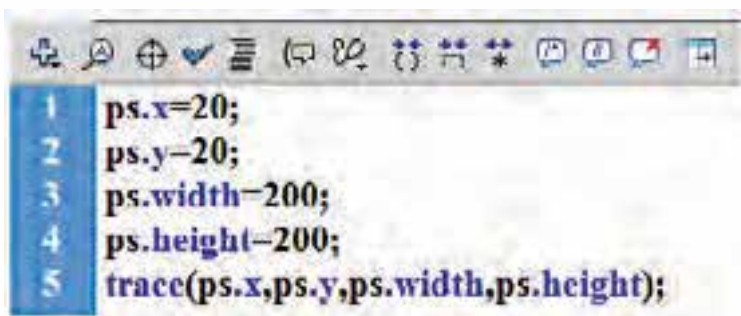 1 ps.x=20;
2 ps.y=20;
3 ps.width=200;
4 ps.height=200;
5 trace(ps.x,ps.y,ps.width,ps.height);